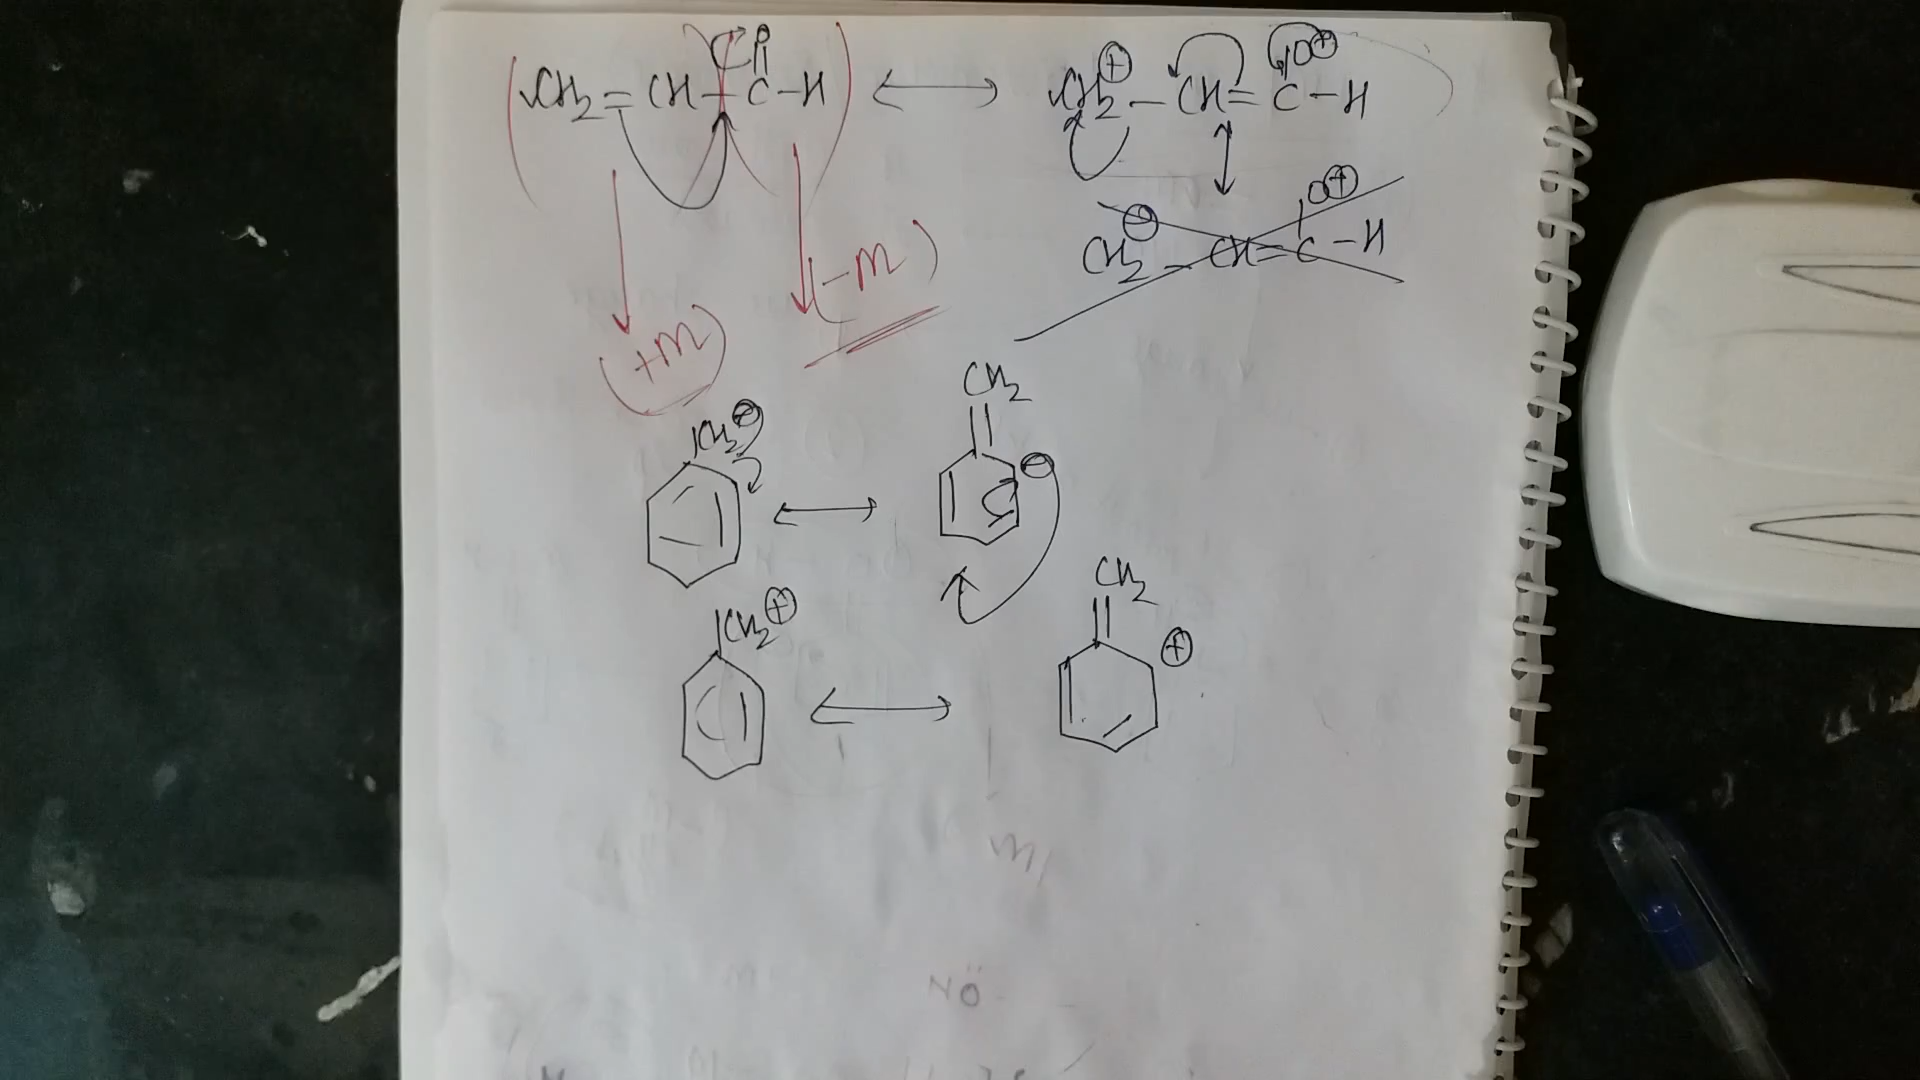 O
CH₂ = CH – C – H ⟷ CH₂⊕ – CH = C – H
O⊕
(+M) (–M)
CH₂⊖ – CH = C – H
O⊕
CH₂⊖ ⟷ CH₂ ⊖
CH₂⊕ ⟷ CH₂ ⊕